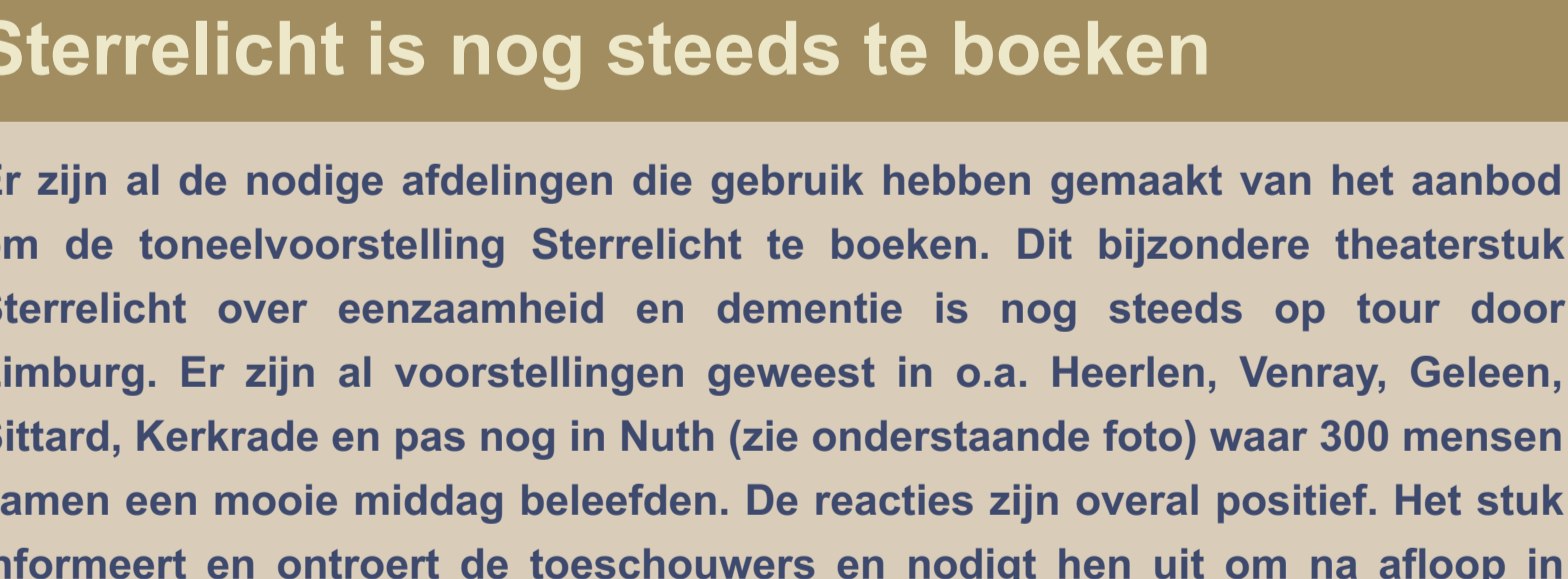 Sterrelicht is nog steeds te boeken
Er zijn al de nodige afdelingen die gebruik hebben gemaakt van het aanbod
om de toneelvoorstelling Sterrelicht te boeken. Dit bijzondere theaterstuk
Sterrelicht over eenzaamheid en dementie is nog steeds op tour door
Limburg. Er zijn al voorstellingen geweest in o.a. Heerlen, Venray, Geleen,
Sittard, Kerkrade en pas nog in Nuth (zie onderstaande foto) waar 300 mensen
samen een mooie middag beleefden. De reacties zijn overal positief. Het stuk
informeert en ontroert de toeschouwers en nodigt hen uit om na afloop in